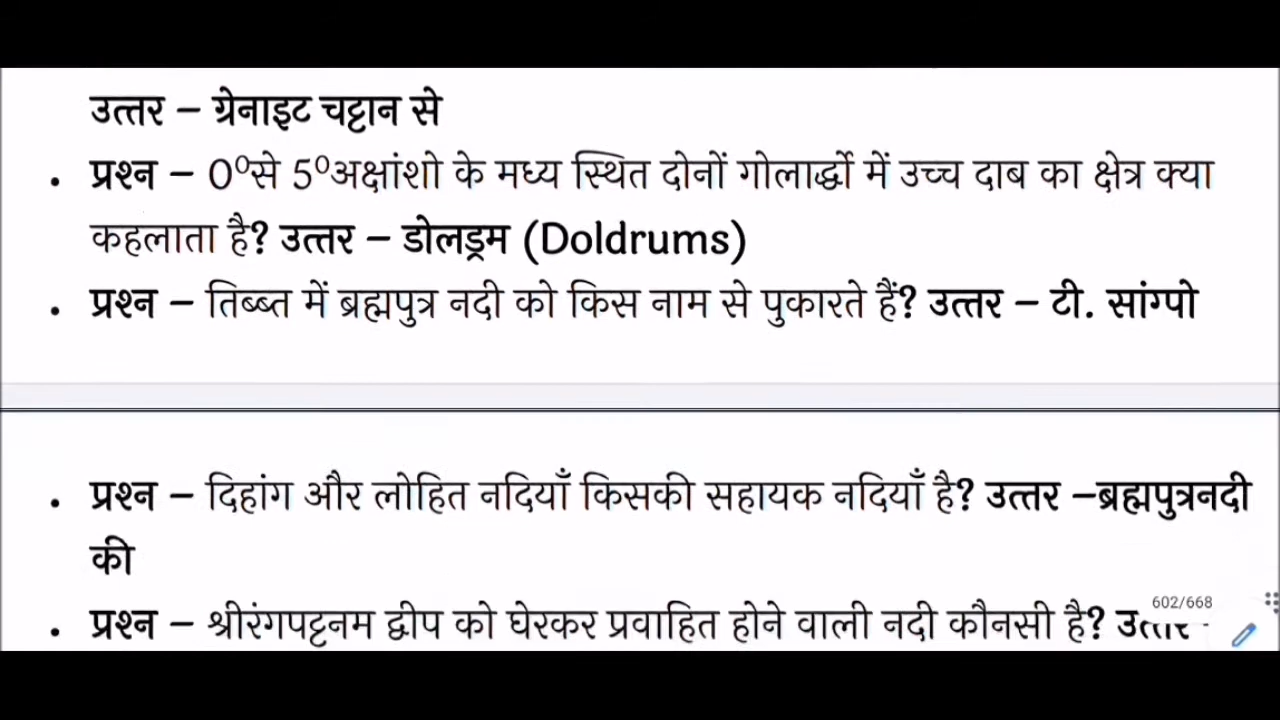 उत्तर – ग्रेनाइट चट्टान से
• प्रश्न – 0⁰से 5⁰अक्षांशो के मध्य स्थित दोनों गोलार्द्धो में उच्च दाब का क्षेत्र क्या
कहलाता है? उत्तर – डोलड्रम (Doldrums)
• प्रश्न – तिब्ब्त में ब्रह्मपुत्र नदी को किस नाम से पुकारते हैं? उत्तर – टी. सांग्पो
• प्रश्न – दिहांग और लोहित नदियाँ किसकी सहायक नदियाँ है? उत्तर –ब्रह्मपुत्रनदी
की
602/668
• प्रश्न – श्रीरंगपट्टनम द्वीप को घेरकर प्रवाहित होने वाली नदी कौनसी है? उत्तर -